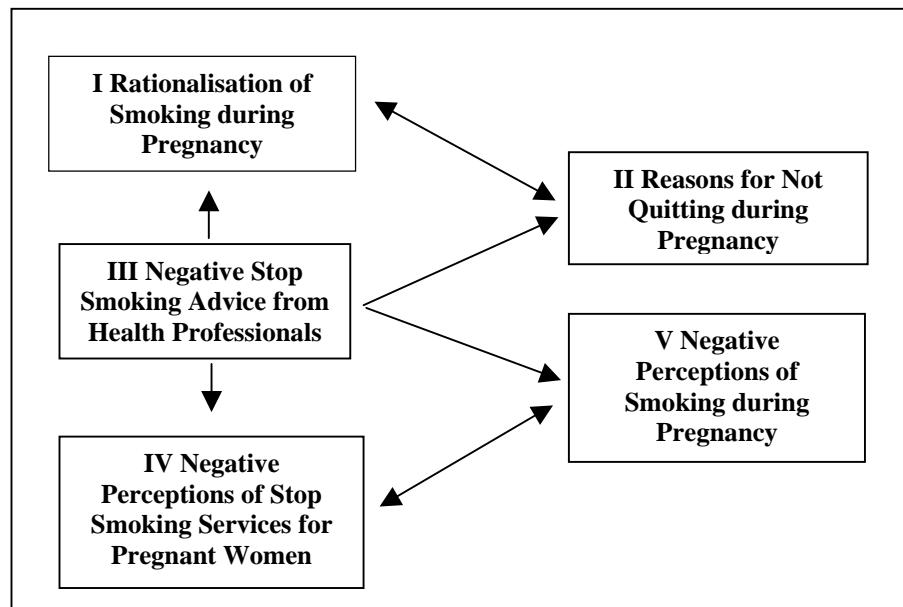 I Rationalisation of
Smoking during
Pregnancy
II Reasons for Not
Quitting during
Pregnancy
III Negative Stop
Smoking Advice from
Health Professionals
V Negative
Perceptions of
Smoking during
Pregnancy
IV Negative
Perceptions of Stop
Smoking Services for
Pregnant Women